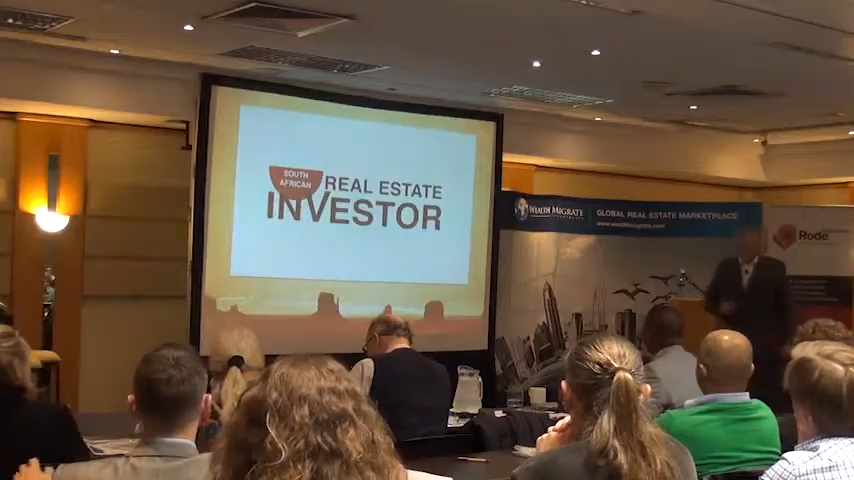 SOUTH
AFRICAN
REAL ESTATE
INVESTOR
WEALTH MIGRATE
GLOBAL REAL ESTATE MARKETPLACE
www.wealthmigrate.com
Rode